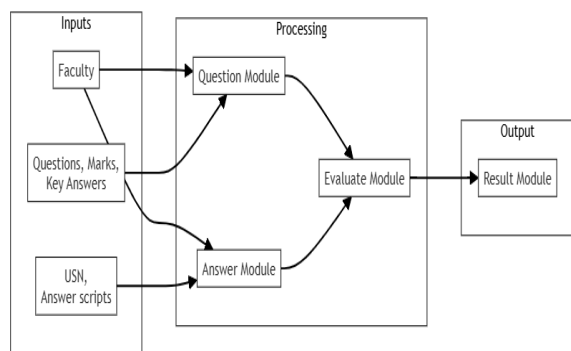 Inputs
Faculty
Questions, Marks,
Key Answers
USN,
Answer scripts
Processing
Question Module
Evaluate Module
Answer Module
Output
Result Module